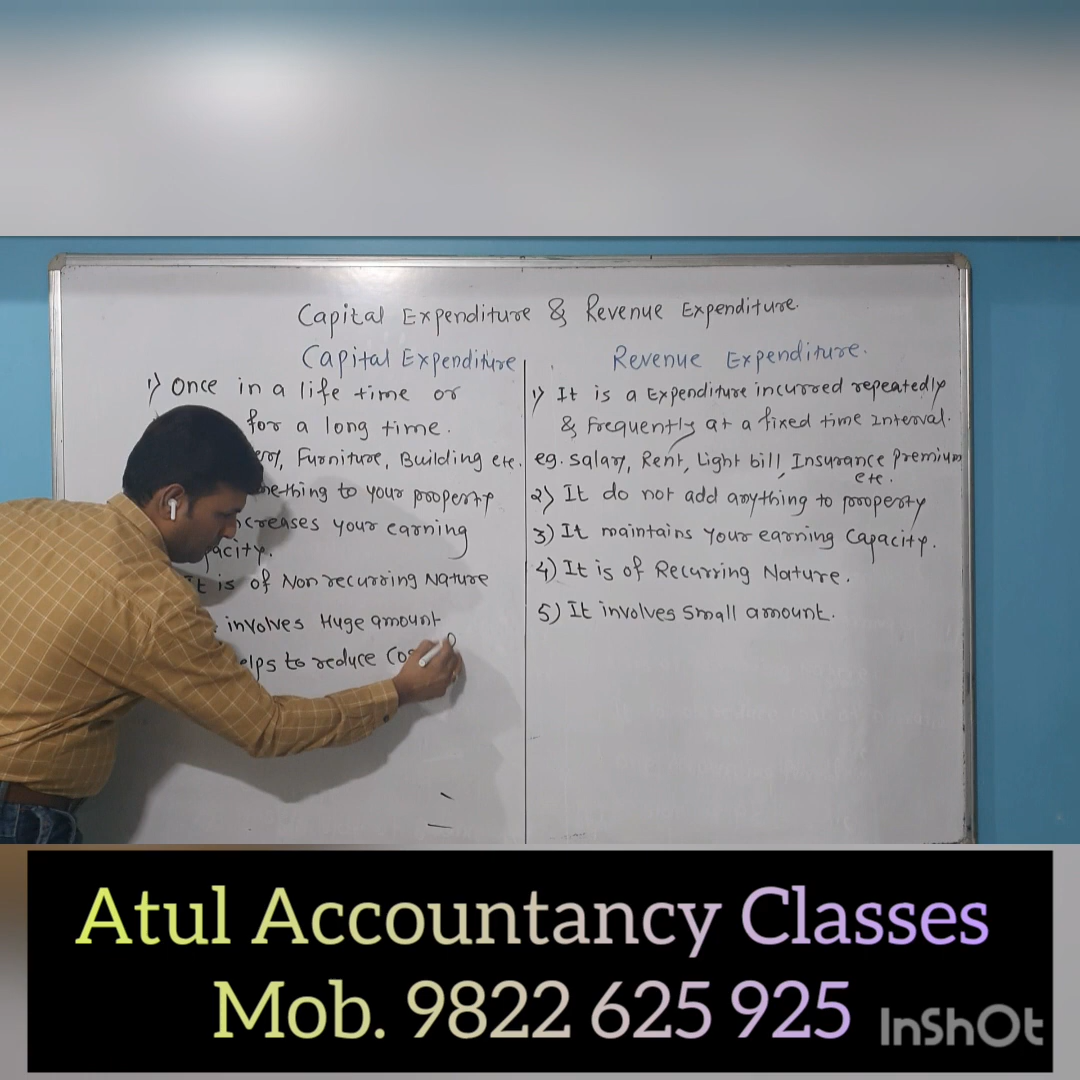 Capital Expenditure & Revenue Expenditure.
Capital Expenditure
1) Once in a life time or
for a long time.
Furniture, Building etc.
to your property
your earning
is of Non recurring Nature
involves Huge amount
to reduce
Revenue Expenditure.
1) It is a Expenditure incurred repeatedly
& Frequently at a fixed time Interval.
eg. Salary, Rent, Light bill, Insurance premium
etc.
2) It do not add anything to property
3) It maintains your earning Capacity.
4) It is of Recurring Nature.
5) It involves small amount.
Atul Accountancy Classes
Mob. 9822 625 925
InShOt